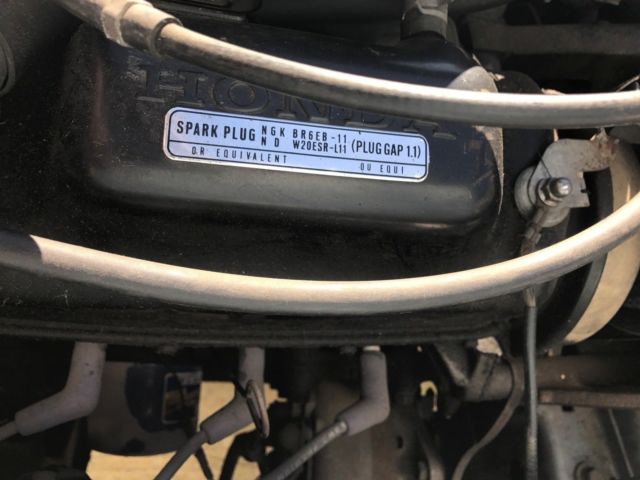 HONDA
SPARK PLUG NGK BR6EB-11 (PLUG GAP 1.1)
ND W20ESR-L11
OR EQUIVALENT OU EQUI